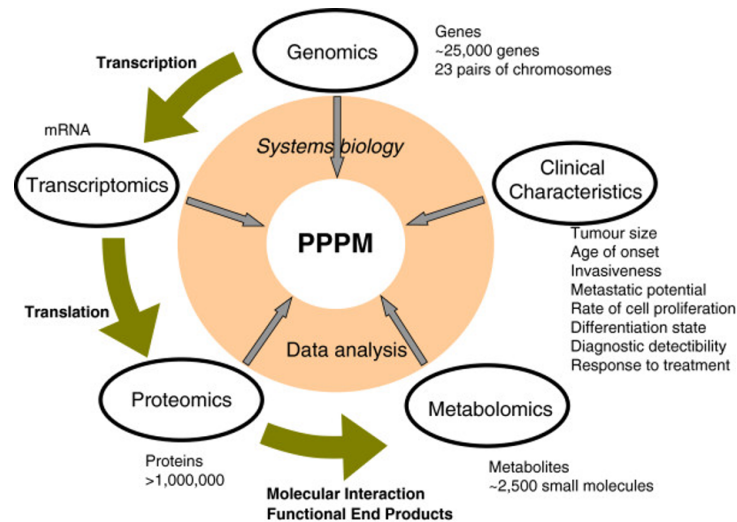 Genomics
Genes
~25,000 genes
23 pairs of chromosomes
Transcription
mRNA
Transcriptomics
Systems biology
Clinical
Characteristics
Tumour size
Age of onset
Invasiveness
Metastatic potential
Rate of cell proliferation
Differentiation state
Diagnostic detectibility
Response to treatment
PPPM
Translation
Data analysis
Proteomics
Proteins
>1,000,000
Metabolomics
Metabolites
~2,500 small molecules
Molecular Interaction
Functional End Products